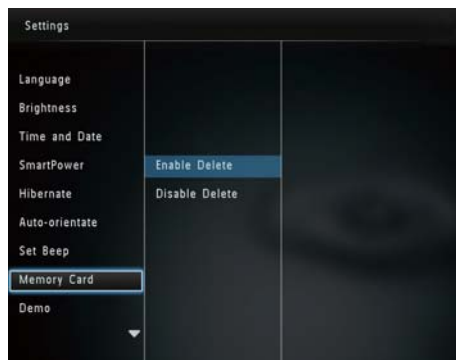 Settings
Language
Brightness
Time and Date
SmartPower
Hibernate
Auto-orientate
Set Beep
Memory Card
Demo
Enable Delete
Disable Delete